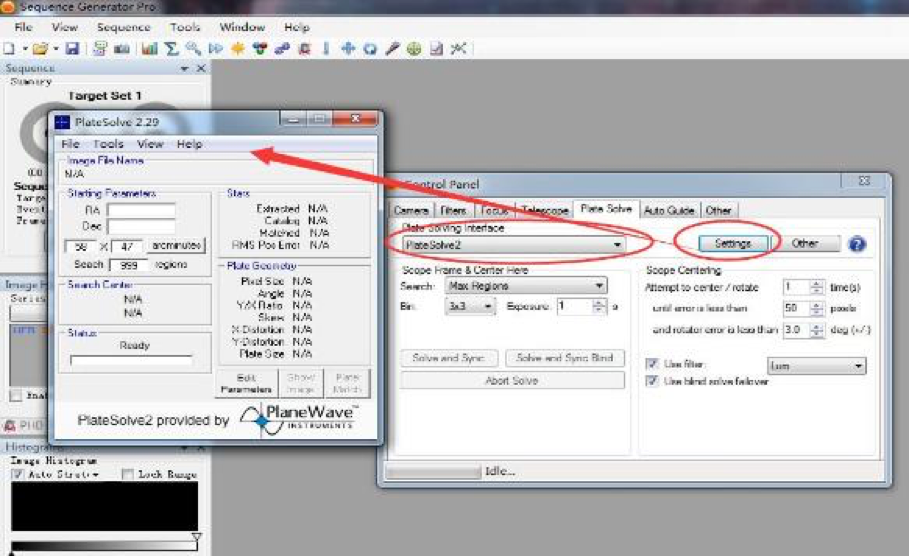 Sequence Generator Pro
File View Sequence Tools Window Help
Sequence
Summary
Target Set 1
PlateSolve 2.29
File Tools View Help
Image File Name
N/A
Starting Parameters
RA
Dec
58 X 47 arcminutes
Seach 999 regions
Search Center
N/A
N/A
Status
Ready
Stars
Extracted N/A
Catalog N/A
Matched N/A
RMS Pos Error N/A
Plate Geometry
Pixel Size N/A
Angle N/A
Y/X Ratio N/A
Skew N/A
X-Distortion N/A
Y-Distortion N/A
Plate Size N/A
Edit Parameters
Show Image
Plate Match
PlateSolve2 provided by PlaneWave
INSTRUMENTS
Control Panel
Camera Filters Focus Telescope Plate Solve Auto Guide Other
Plate Solving Interface
PlateSolve2
Settings Other
Scope Frame & Center Here
Search: Max Regions
Bin: 3x3 Exposure: 1 s
Solve and Sync Solve and Sync Blind
Abort Solve
Scope Centering
Attempt to center / rotate 1 time(s)
until error is less than 50 pixels
and rotator error is less than 3.0 deg (+/-)
Use filter: Lum
Use blind solve failover
Idle...
PHD
Histogram
Image Histogram
Auto Stretch Lock Range